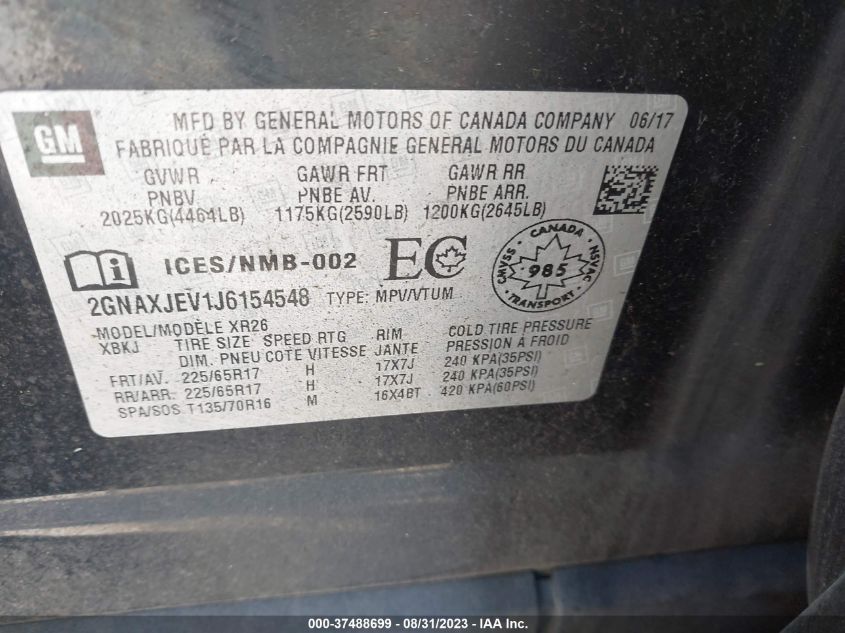 GM
MFD BY GENERAL MOTORS OF CANADA COMPANY 06/17
FABRIQUÉ PAR LA COMPAGNIE GENERAL MOTORS DU CANADA
GVWR GAWR FRT GAWR RR
PNBV PNBE AV. PNBE ARR.
2025KG(4464LB) 1175KG(2590LB) 1200KG(2645LB)
ICES/NMB-002 EC
CANADA CMVSS 985 NSVAC TRANSPORT
2GNAXJEV1J6154548 TYPE: MPV/VTUM
MODEL/MODÈLE XR26
XBKJ TIRE SIZE SPEED RTG RIM COLD TIRE PRESSURE
DIM. PNEU COTE VITESSE JANTE PRESSION À FROID
FRT/AV. 225/65R17 H 17X7J 240 KPA(35PSI)
RR/ARR. 225/65R17 H 17X7J 240 KPA(35PSI)
SPA/SOS T135/70R16 M 16X4BT 420 KPA(60PSI)
000-37488699 - 08/31/2023 - IAA Inc.